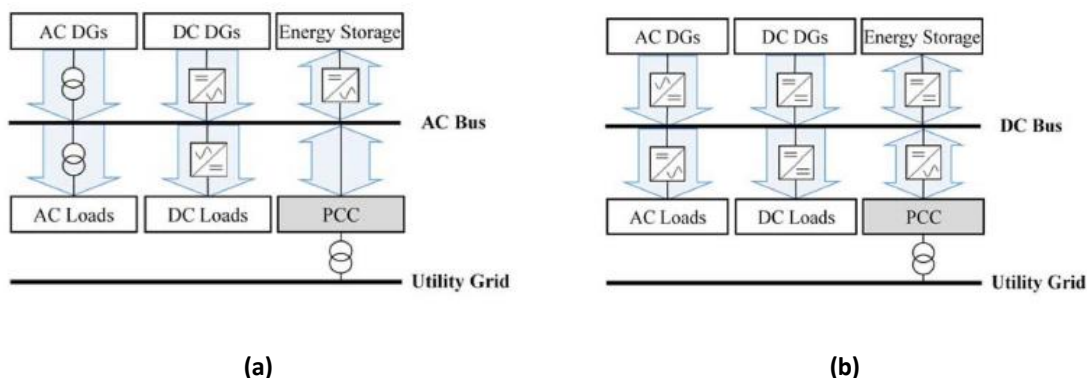 AC DGs DC DGs Energy Storage
AC Bus
AC Loads DC Loads PCC
Utility Grid
(a)
AC DGs DC DGs Energy Storage
DC Bus
AC Loads DC Loads PCC
Utility Grid
(b)